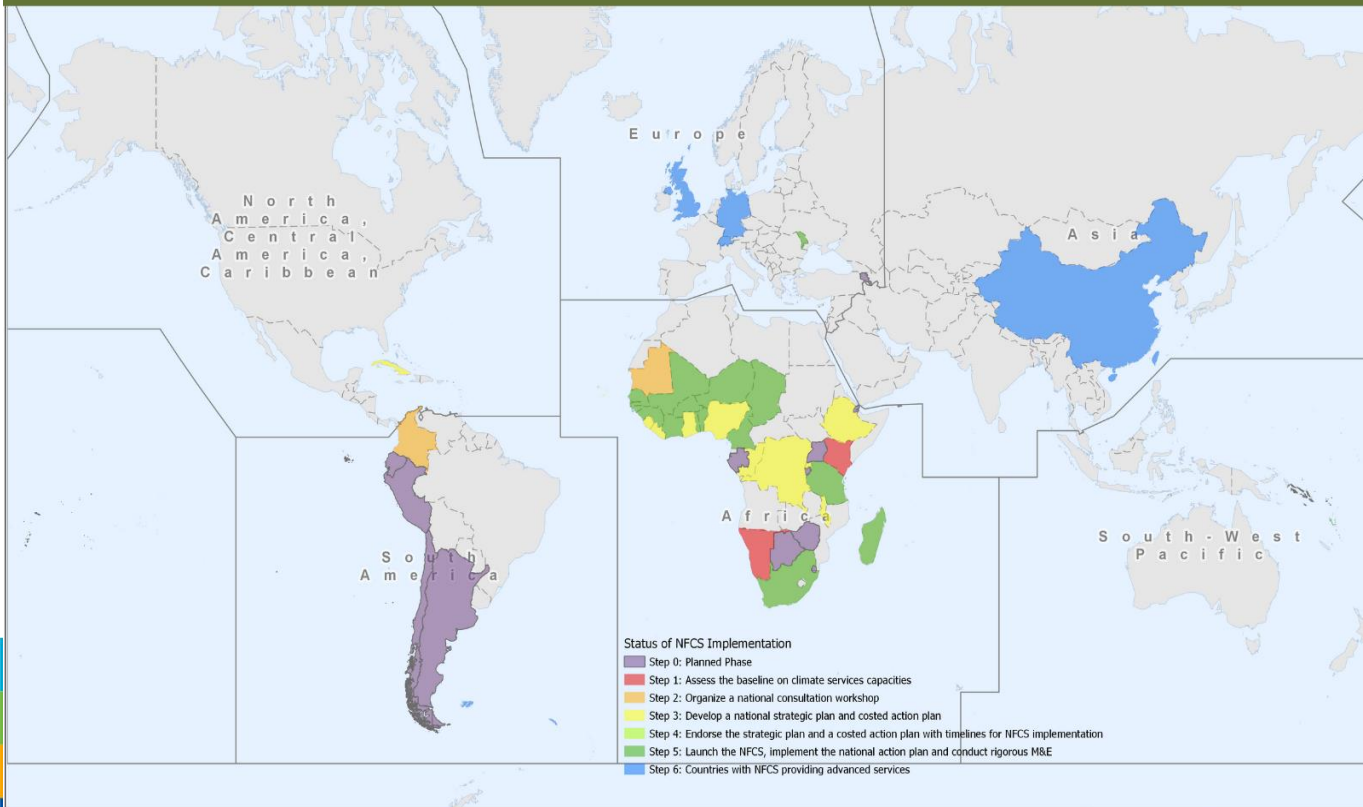 E u r o p e
N o r t h
A m e r i c a ,
C e n t r a l
A m e r i c a ,
C a r i b b e a n
A s i a
A f r i c a
S o u t h
A m e r i c a
S o u t h - W e s t
P a c i f i c
Status of NFCS Implementation
Step 0: Planned Phase
Step 1: Assess the baseline on climate services capacities
Step 2: Organize a national consultation workshop
Step 3: Develop a national strategic plan and costed action plan
Step 4: Endorse the strategic plan and a costed action plan with timelines for NFCS implementation
Step 5: Launch the NFCS, implement the national action plan and conduct rigorous M&E
Step 6: Countries with NFCS providing advanced services